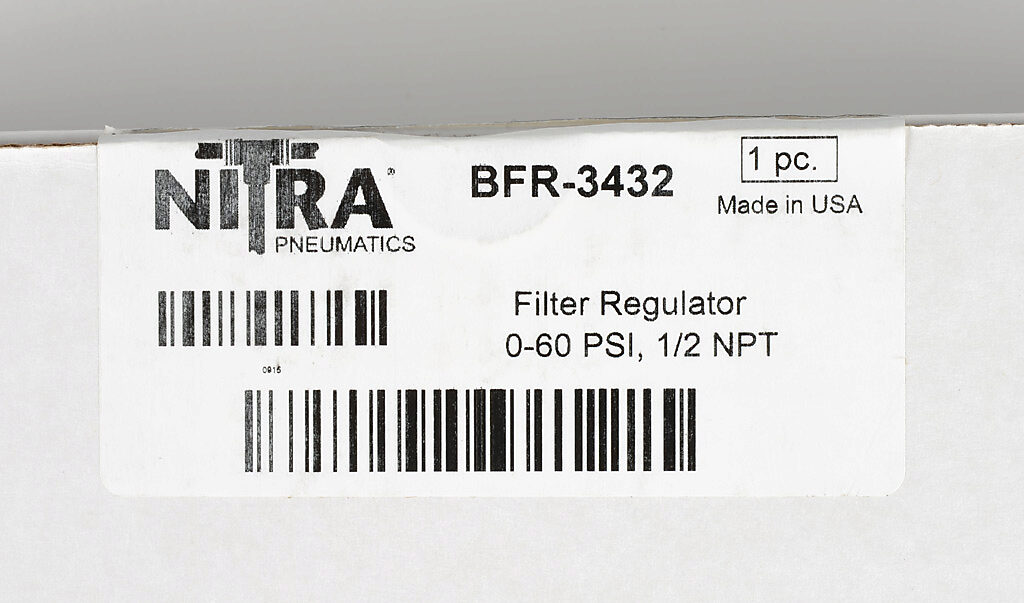 NITRA®
PNEUMATICS
BFR-3432
1 pc.
Made in USA
Filter Regulator
0-60 PSI, 1/2 NPT
0915